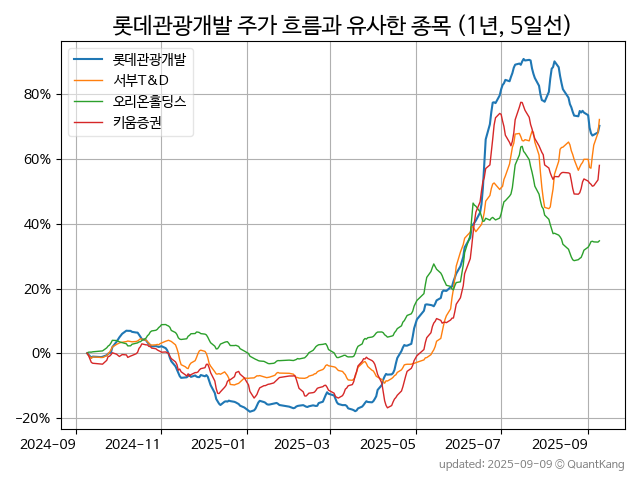 롯데관광개발 주가 흐름과 유사한 종목 (1년, 5일선)
롯데관광개발
서부T&D
오리온홀딩스
키움증권
80%
60%
40%
20%
0%
−20%
2024-09 2024-11 2025-01 2025-03 2025-05 2025-07 2025-09
updated: 2025-09-09 © QuantKang